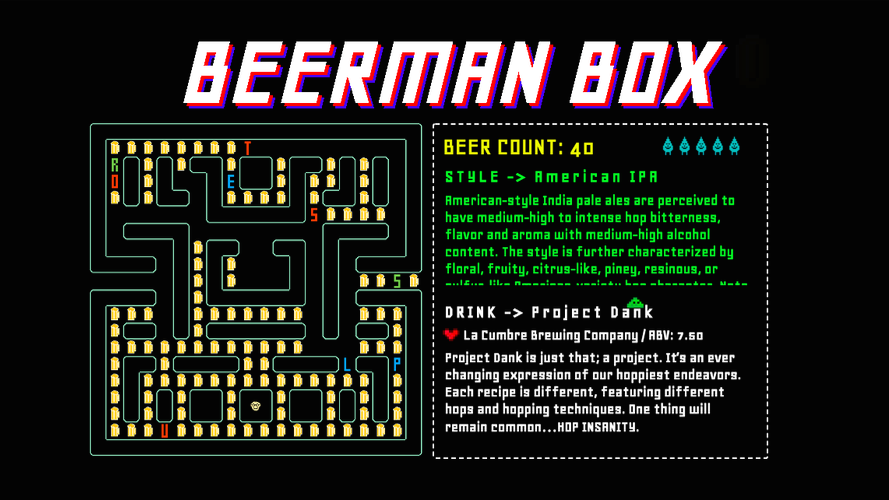 BEERMAN BOX
BEER COUNT: 40
STYLE -> American IPA
American-style India pale ales are perceived to
have medium-high to intense hop bitterness,
flavor and aroma with medium-high alcohol
content. The style is further characterized by
floral, fruity, citrus-like, piney, resinous, or
DRINK -> Project Dank
La Cumbre Brewing Company / ABV: 7.50
Project Dank is just that; a project. It's an ever
changing expression of our hoppiest endeavors.
Each recipe is different, featuring different
hops and hopping techniques. One thing will
remain common...HOP INSANITY.
T
R
O
E
S
S
L
P
U